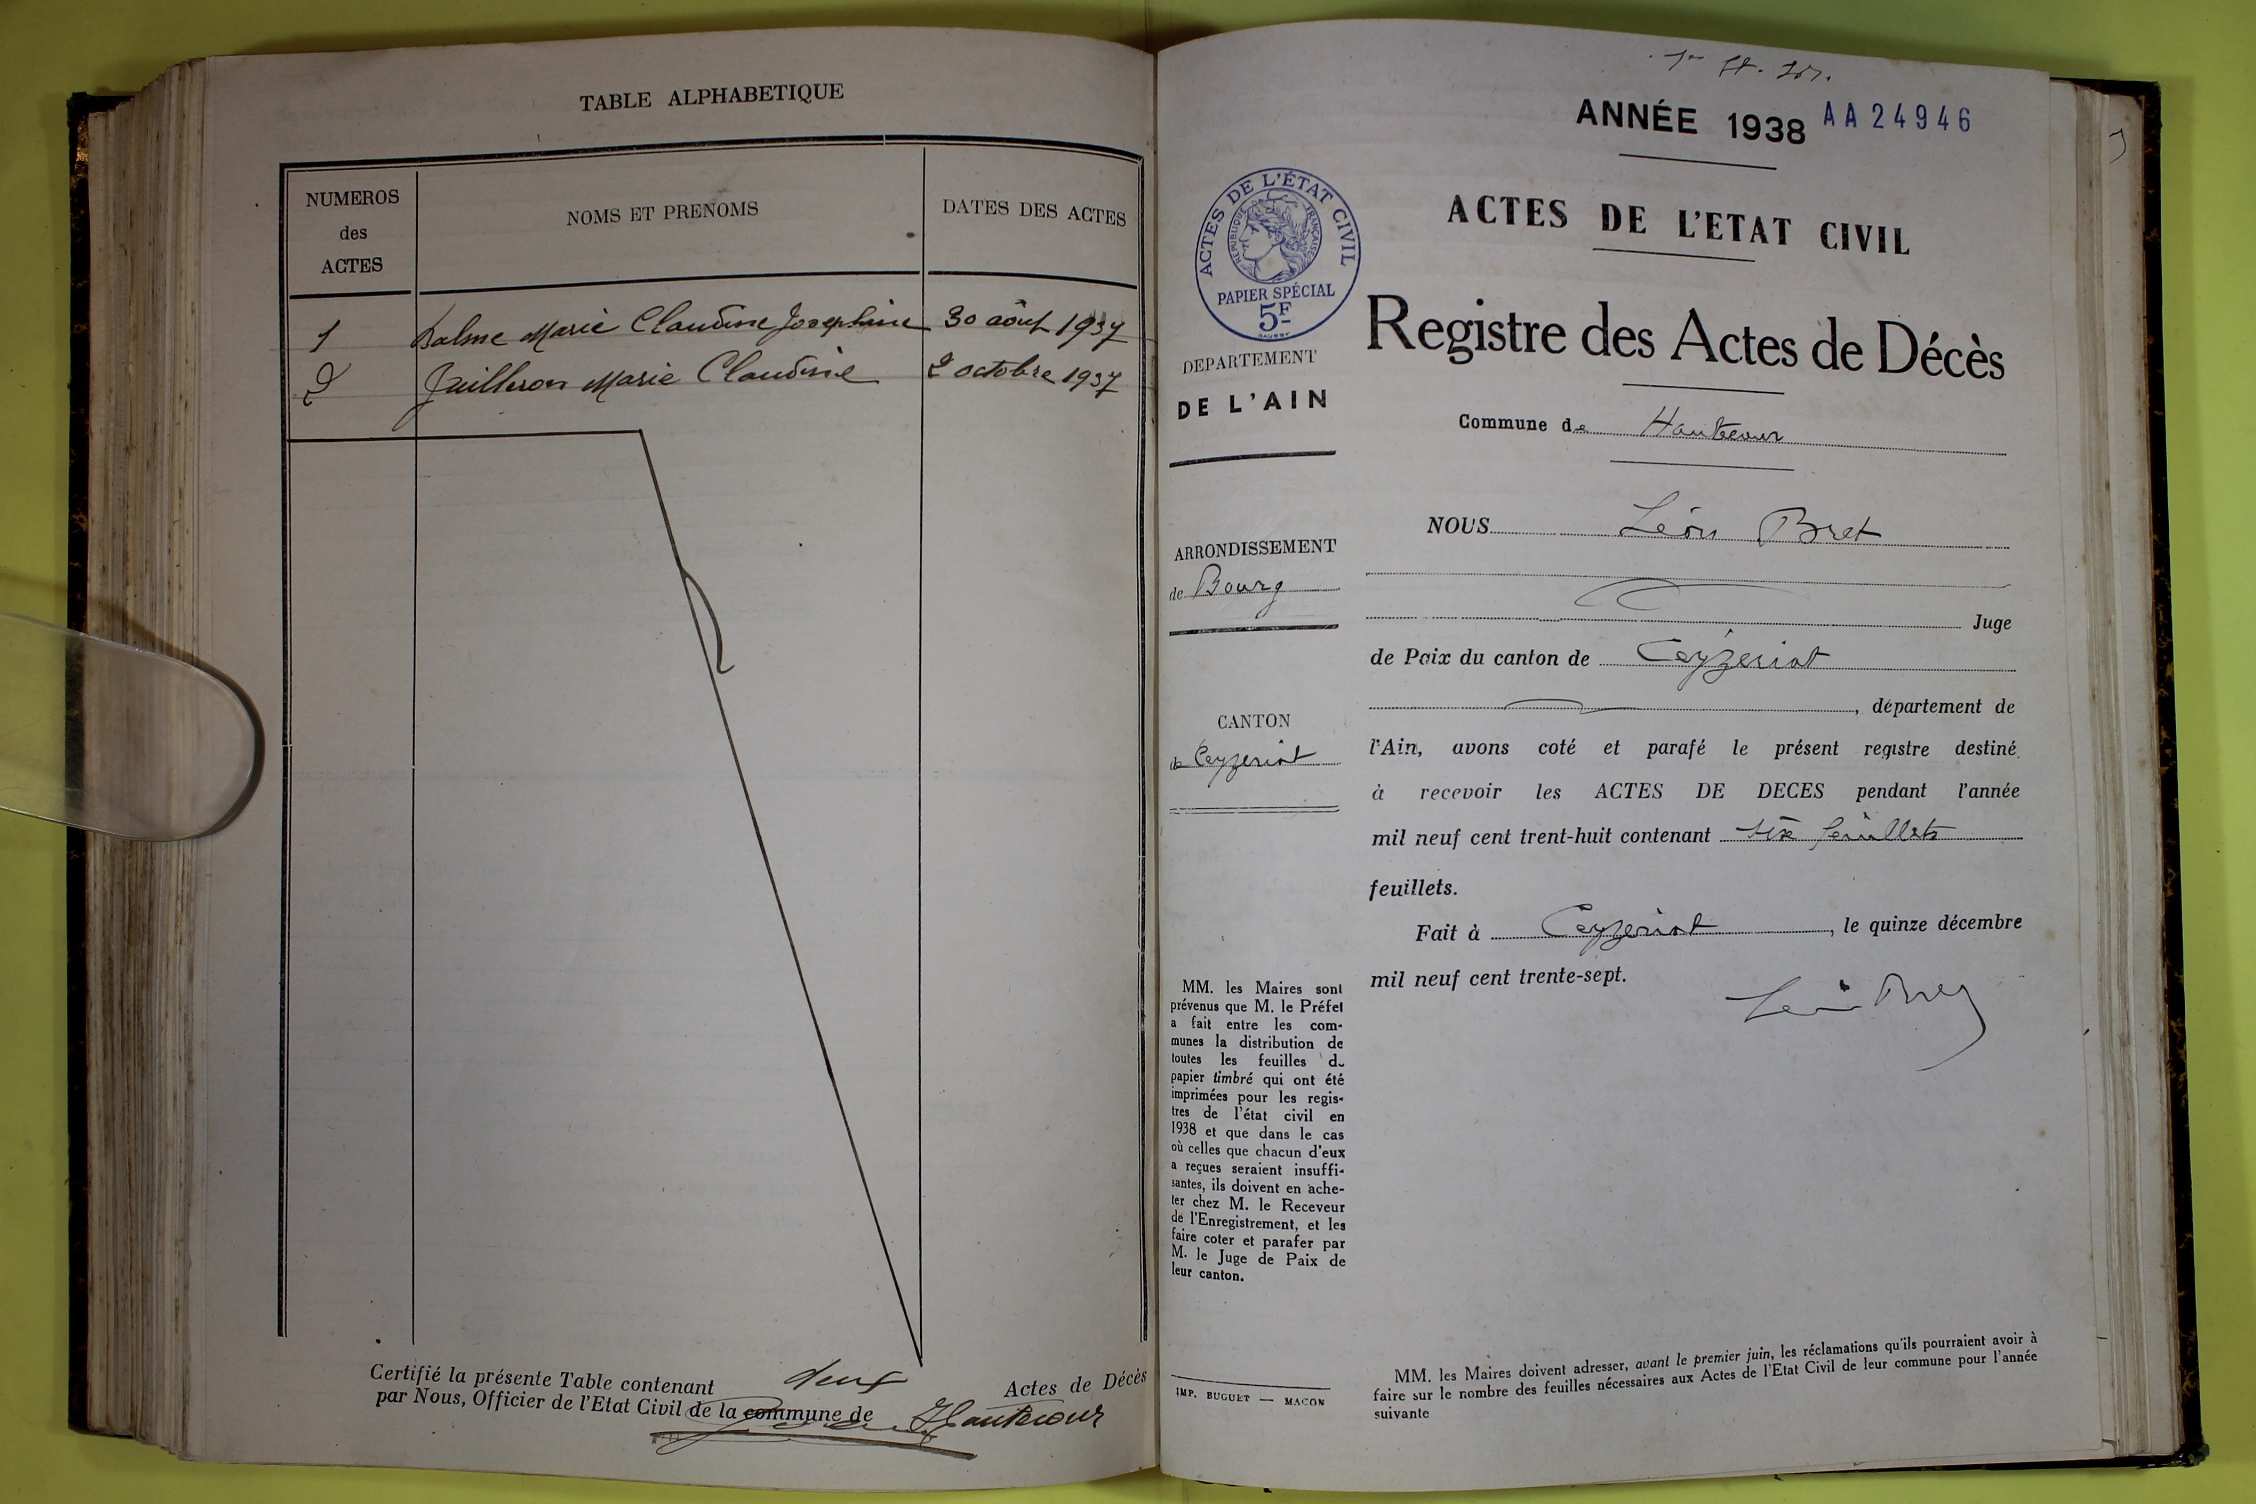 TABLE ALPHABETIQUE
NUMEROS
des
ACTES
NOMS ET PRENOMS
DATES DES ACTES
1 Balme Marie Claudine Josephine 30 août 1937
2 Juilleron Marie Claudine 2 octobre 1937
Certifié la présente Table contenant deux Actes de Décès
par Nous, Officier de l'Etat Civil de la commune de Hautecour
ANNÉE 1938 AA24946
ACTES DE L'ETAT CIVIL
ACTES DE L'ÉTAT CIVIL
RÉPUBLIQUE FRANÇAISE
PAPIER SPÉCIAL
5F
Registre des Actes de Décès
DEPARTEMENT
DE L'AIN
Commune de Hautecour
ARRONDISSEMENT
de Bourg
CANTON
de Ceyzeriat
NOUS Léon Bret
Juge
de Paix du canton de Ceyzeriat
, département de
l'Ain, avons coté et parafé le présent registre destiné
à recevoir les ACTES DE DECES pendant l'année
mil neuf cent trent-huit contenant six feuillets
feuillets.
Fait à Ceyzeriat, le quinze décembre
mil neuf cent trente-sept.
Léon Bret
MM. les Maires sont
prévenus que M. le Préfet
a fait entre les com-
munes la distribution de
toutes les feuilles de
papier timbré qui ont été
imprimées pour les regis-
tres de l'état civil en
1938 et que dans le cas
où celles que chacun d'eux
a reçues seraient insuffi-
santes, ils doivent en ache-
ter chez M. le Receveur
de l'Enregistrement, et les
faire coter et parafer par
M. le Juge de Paix de
leur canton.
IMP. BUGUET — MACON
MM. les Maires doivent adresser, avant le premier juin, les réclamations qu'ils pourraient avoir à
faire sur le nombre des feuilles nécessaires aux Actes de l'Etat Civil de leur commune pour l'année
suivante